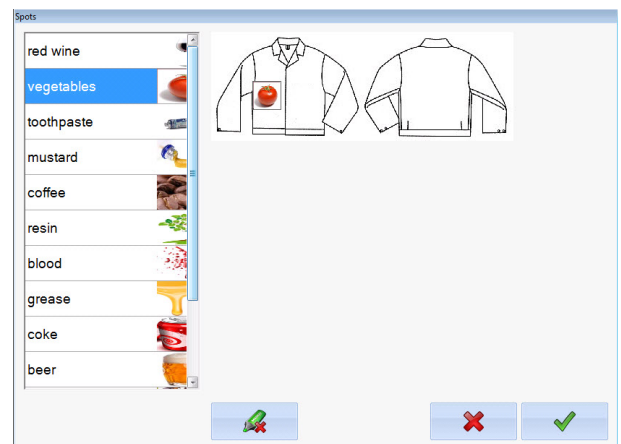 Spots
red wine
vegetables
toothpaste
mustard
coffee
resin
blood
grease
coke
beer